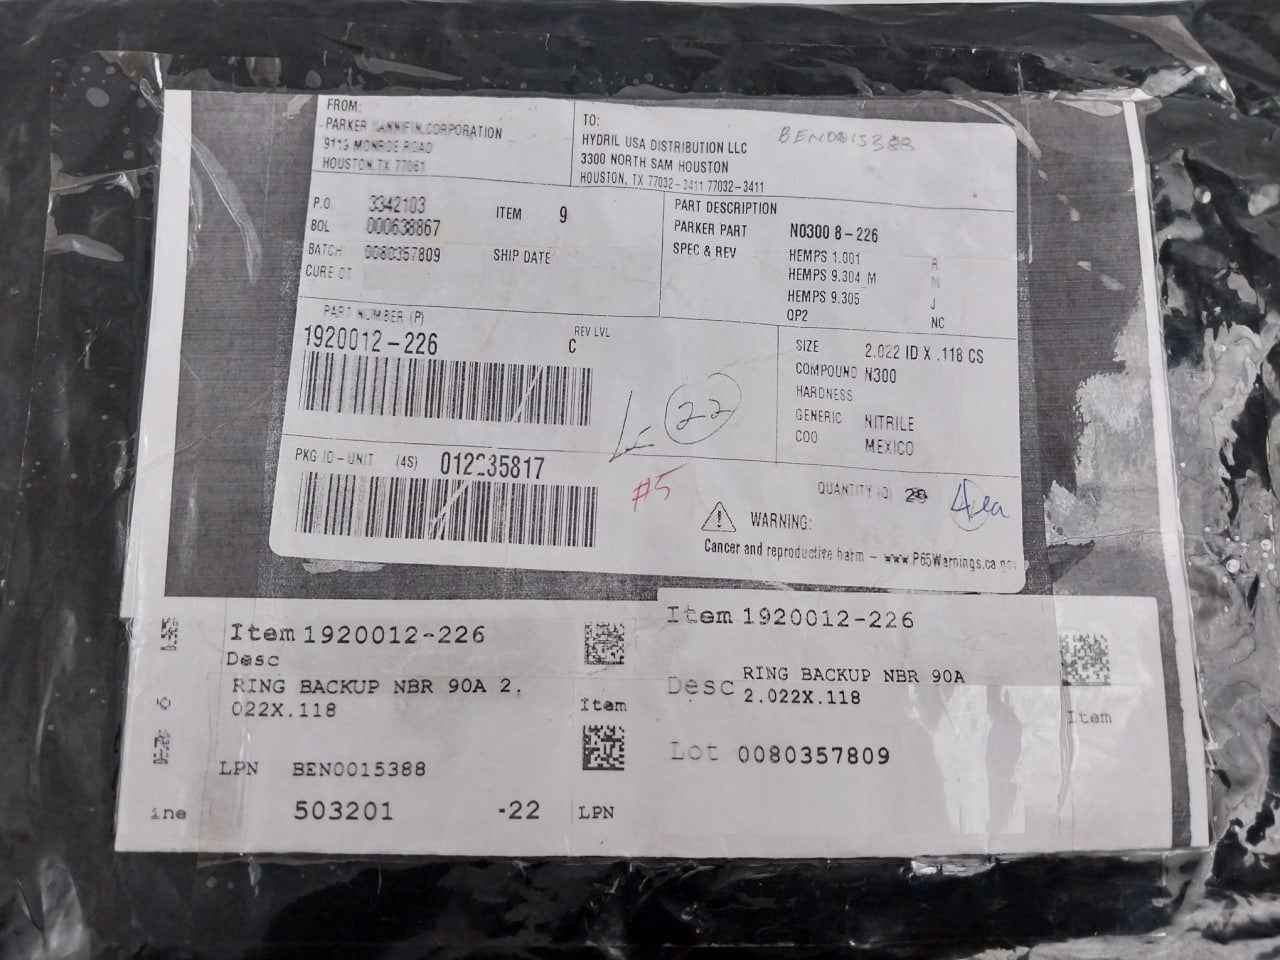 FROM:
PARKER HANNIFIN CORPORATION
MONROE ROAD
HOUSTON, TX 77061
TO:
HYDRIL USA DISTRIBUTION LLC
3300 NORTH SAM HOUSTON
HOUSTON, TX 77032-3411 77032-3411
P.O. 3342103
ITEM 9
BOL 000638867
BATCH 0080357809
SHIP DATE
CURE DT
PART DESCRIPTION
PARKER PART N0300 8-226
SPEC & REV HEMPS 1.001 R
HEMPS 9.304_M N
HEMPS 9.305 J
QP2 NC
PART NUMBER (P)
1920012-226
REV LVL
C
SIZE 2.022 ID X .118 CS
COMPOUND N300
HARDNESS
GENERIC NITRILE
COO MEXICO
22
PKG ID-UNIT (4S) 012235817
#5
QUANTITY (Q)
4ea
WARNING:
Cancer and reproductive harm - www.P65Warnings.ca.gov
Item 1920012-226
Desc
RING BACKUP NBR 90A 2.
022X.118
Item
LPN BEN0015388
503201 -22
LPN
ine
Item 1920012-226
Desc RING BACKUP NBR 90A
2.022X.118
Item
Lot 0080357809